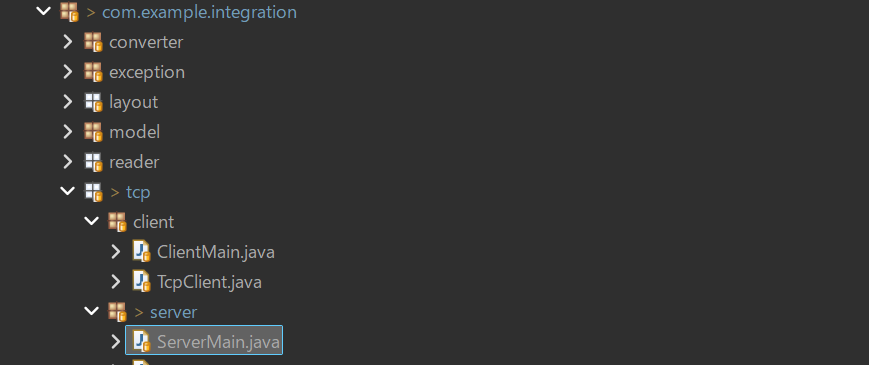 > com.example.integration
converter
exception
layout
model
reader
> tcp
client
ClientMain.java
TcpClient.java
> server
ServerMain.java